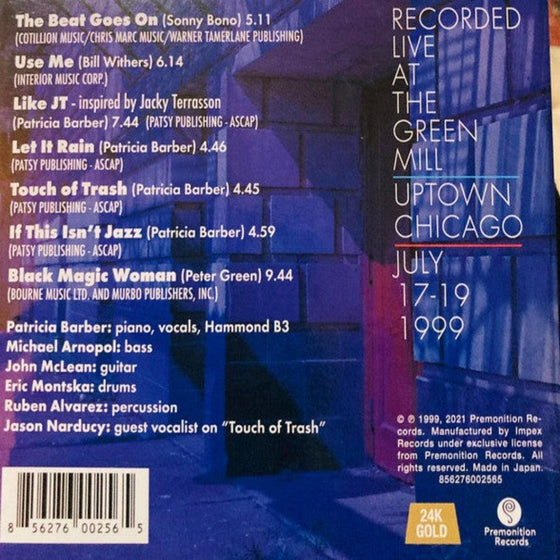 The Beat Goes On (Sonny Bono) 5.11
(COTILLION MUSIC/CHRIS MARC MUSIC/WARNER TAMERLANE PUBLISHING)
Use Me (Bill Withers) 6.14
(INTERIOR MUSIC CORP.)
Like JT - inspired by Jacky Terrasson
(Patricia Barber) 7.44 (PATSY PUBLISHING - ASCAP)
Let It Rain (Patricia Barber) 4.46
(PATSY PUBLISHING - ASCAP)
Touch of Trash (Patricia Barber) 4.45
(PATSY PUBLISHING - ASCAP)
If This Isn't Jazz (Patricia Barber) 4.59
(PATSY PUBLISHING - ASCAP)
Black Magic Woman (Peter Green) 9.44
(BOURNE MUSIC LTD. AND MURBO PUBLISHERS, INC.)
Patricia Barber: piano, vocals, Hammond B3
Michael Arnopol: bass
John McLean: guitar
Eric Montska: drums
Ruben Alvarez: percussion
Jason Narducy: guest vocalist on "Touch of Trash"
RECORDED
LIVE
AT
THE
GREEN
MILL
UPTOWN
CHICAGO
JULY
17-19
1999
© ℗ 1999, 2021 Premonition Re-
cords. Manufactured by Impex
Records under exclusive license
from Premonition Records. All
rights reserved. Made in Japan.
856276002565
8 56276 00256 5
24K
GOLD
Premonition
Records